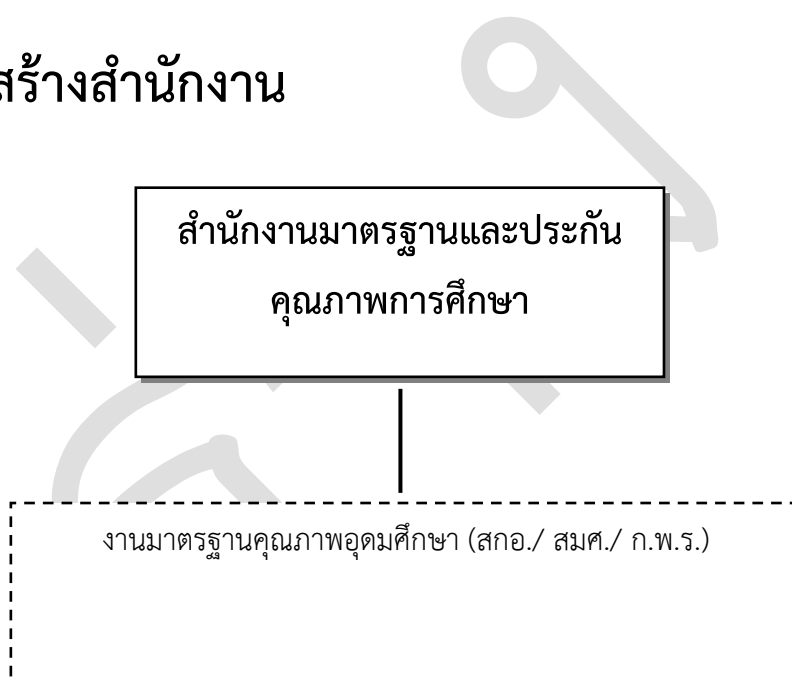 สร้างสำนักงาน
สำนักงานมาตรฐานและประกัน
คุณภาพการศึกษา
งานมาตรฐานคุณภาพอุดมศึกษา (สกอ./ สมศ./ ก.พ.ร.)